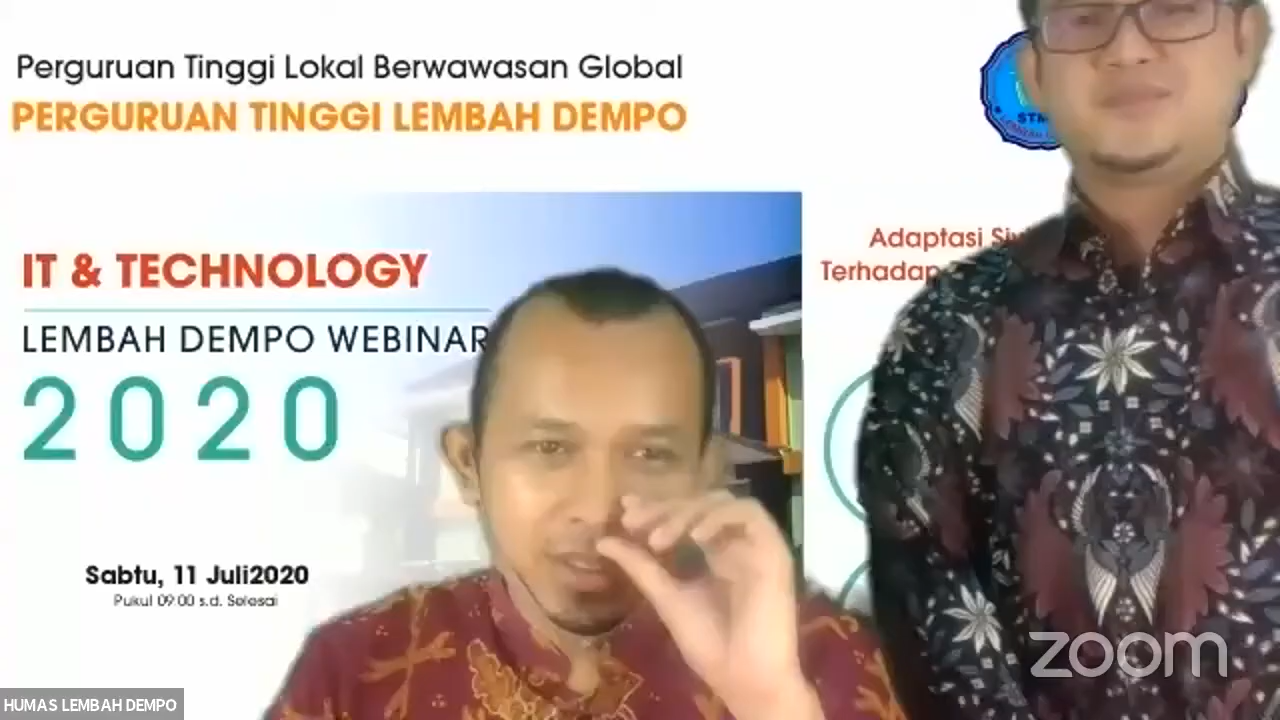 Perguruan Tinggi Lokal Berwawasan Global
PERGURUAN TINGGI LEMBAH DEMPO
IT & TECHNOLOGY
LEMBAH DEMPO WEBINAR
2020
Sabtu, 11 Juli2020
Pukul 09.00 s.d. Selesai
Adaptasi
Terhadap
zoom
HUMAS LEMBAH DEMPO